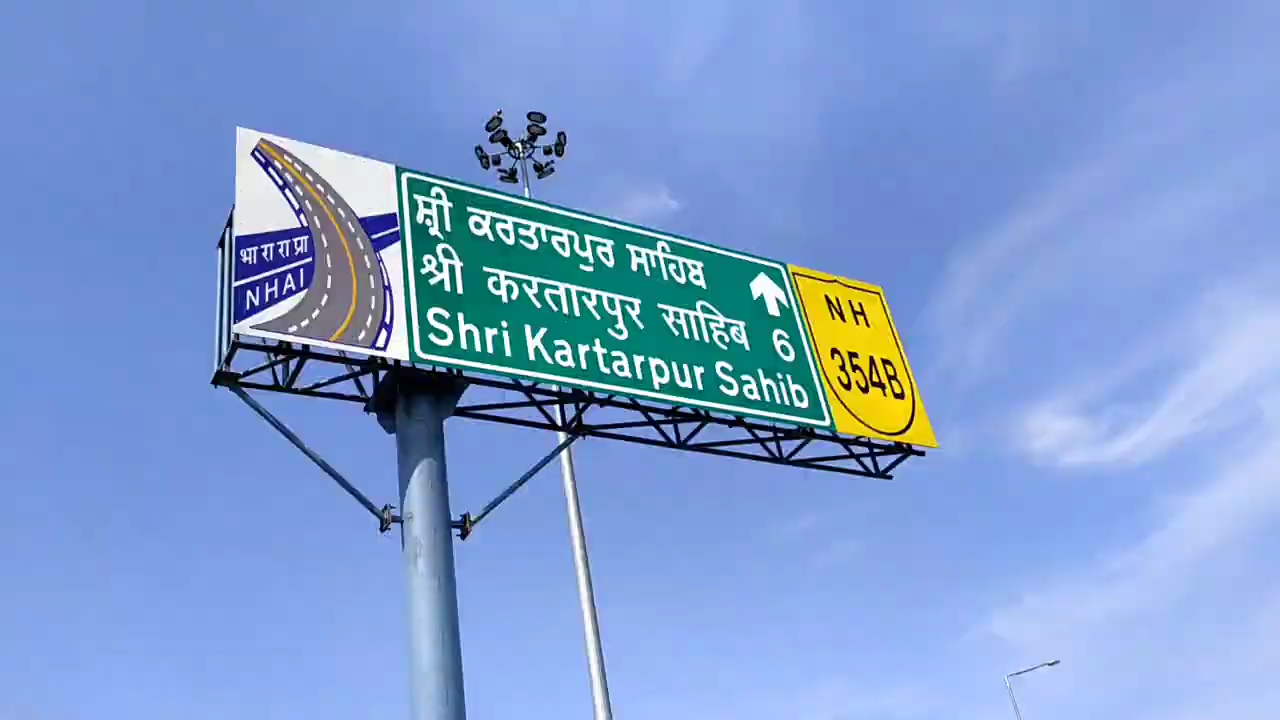 भा रा रा प्रा
NHAI
ਸ਼੍ਰੀ ਕਰਤਾਰਪੁਰ ਸਾਹਿਬ
श्री करतारपुर साहिब 6
Shri Kartarpur Sahib
NH
354B